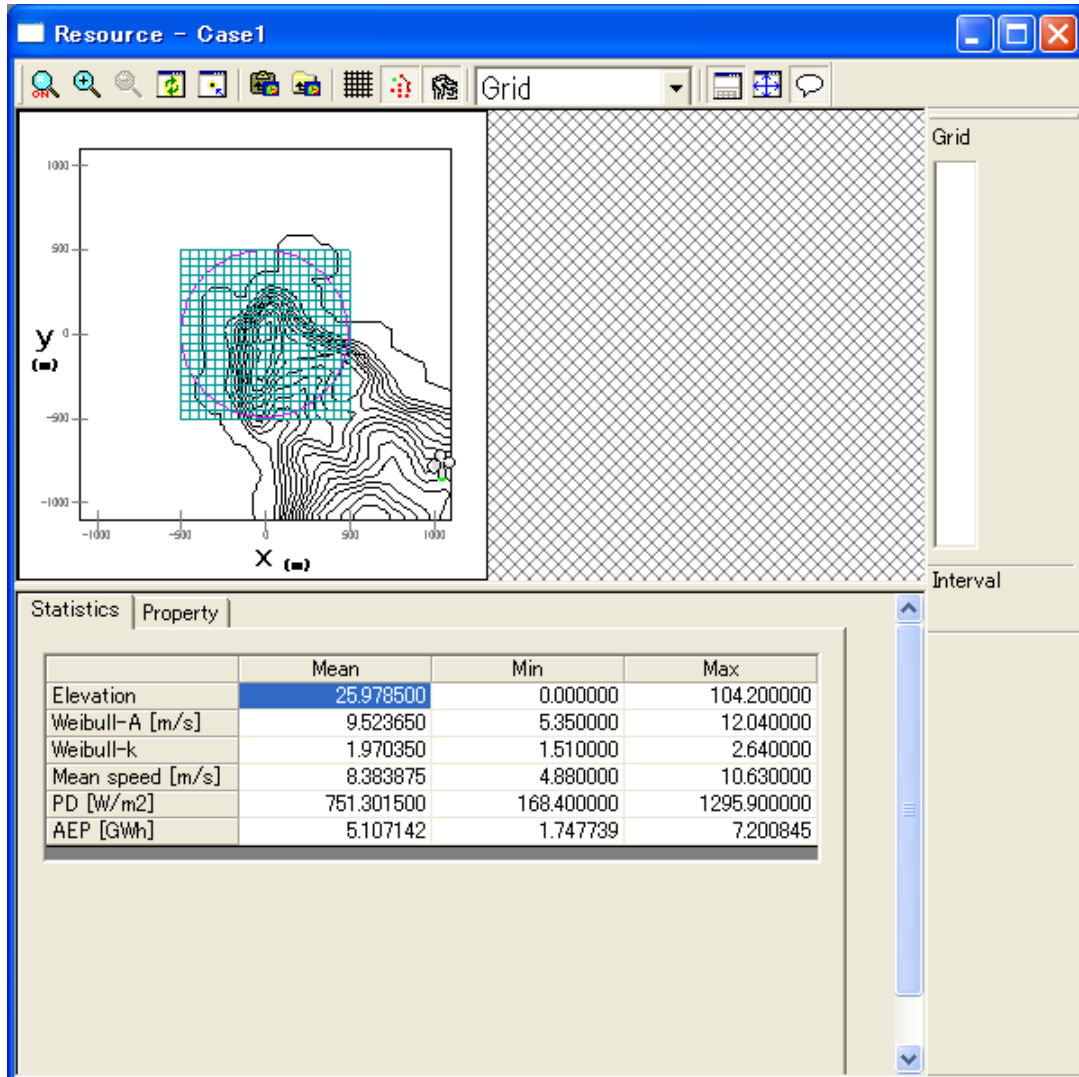 Resource - Case1
ON
Grid
Grid
1000
500
y 0
(m)
-500
-1000
-1000 -500 0 500 1000
X (m)
Interval
Statistics Property
Mean Min Max
Elevation 25.978500 0.000000 104.200000
Weibull-A [m/s] 9.523650 5.350000 12.040000
Weibull-k 1.970350 1.510000 2.640000
Mean speed [m/s] 8.383875 4.880000 10.630000
PD [W/m2] 751.301500 168.400000 1295.900000
AEP [GWh] 5.107142 1.747739 7.200845